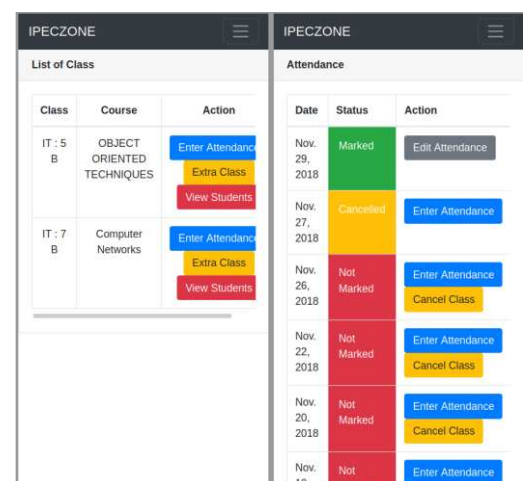 IPECZONE
List of Class
Class Course Action
IT : 5
B
OBJECT
ORIENTED
TECHNIQUES
Enter Attendance
Extra Class
View Students
IT : 7
B
Computer
Networks
Enter Attendance
Extra Class
View Students
IPECZONE
Attendance
Date Status Action
Nov.
29,
2018
Marked
Edit Attendance
Nov.
27,
2018
Cancelled
Enter Attendance
Nov.
26,
2018
Not
Marked
Enter Attendance
Cancel Class
Nov.
22,
2018
Not
Marked
Enter Attendance
Cancel Class
Nov.
20,
2018
Not
Marked
Enter Attendance
Cancel Class
Nov.
Not
Enter Attendance